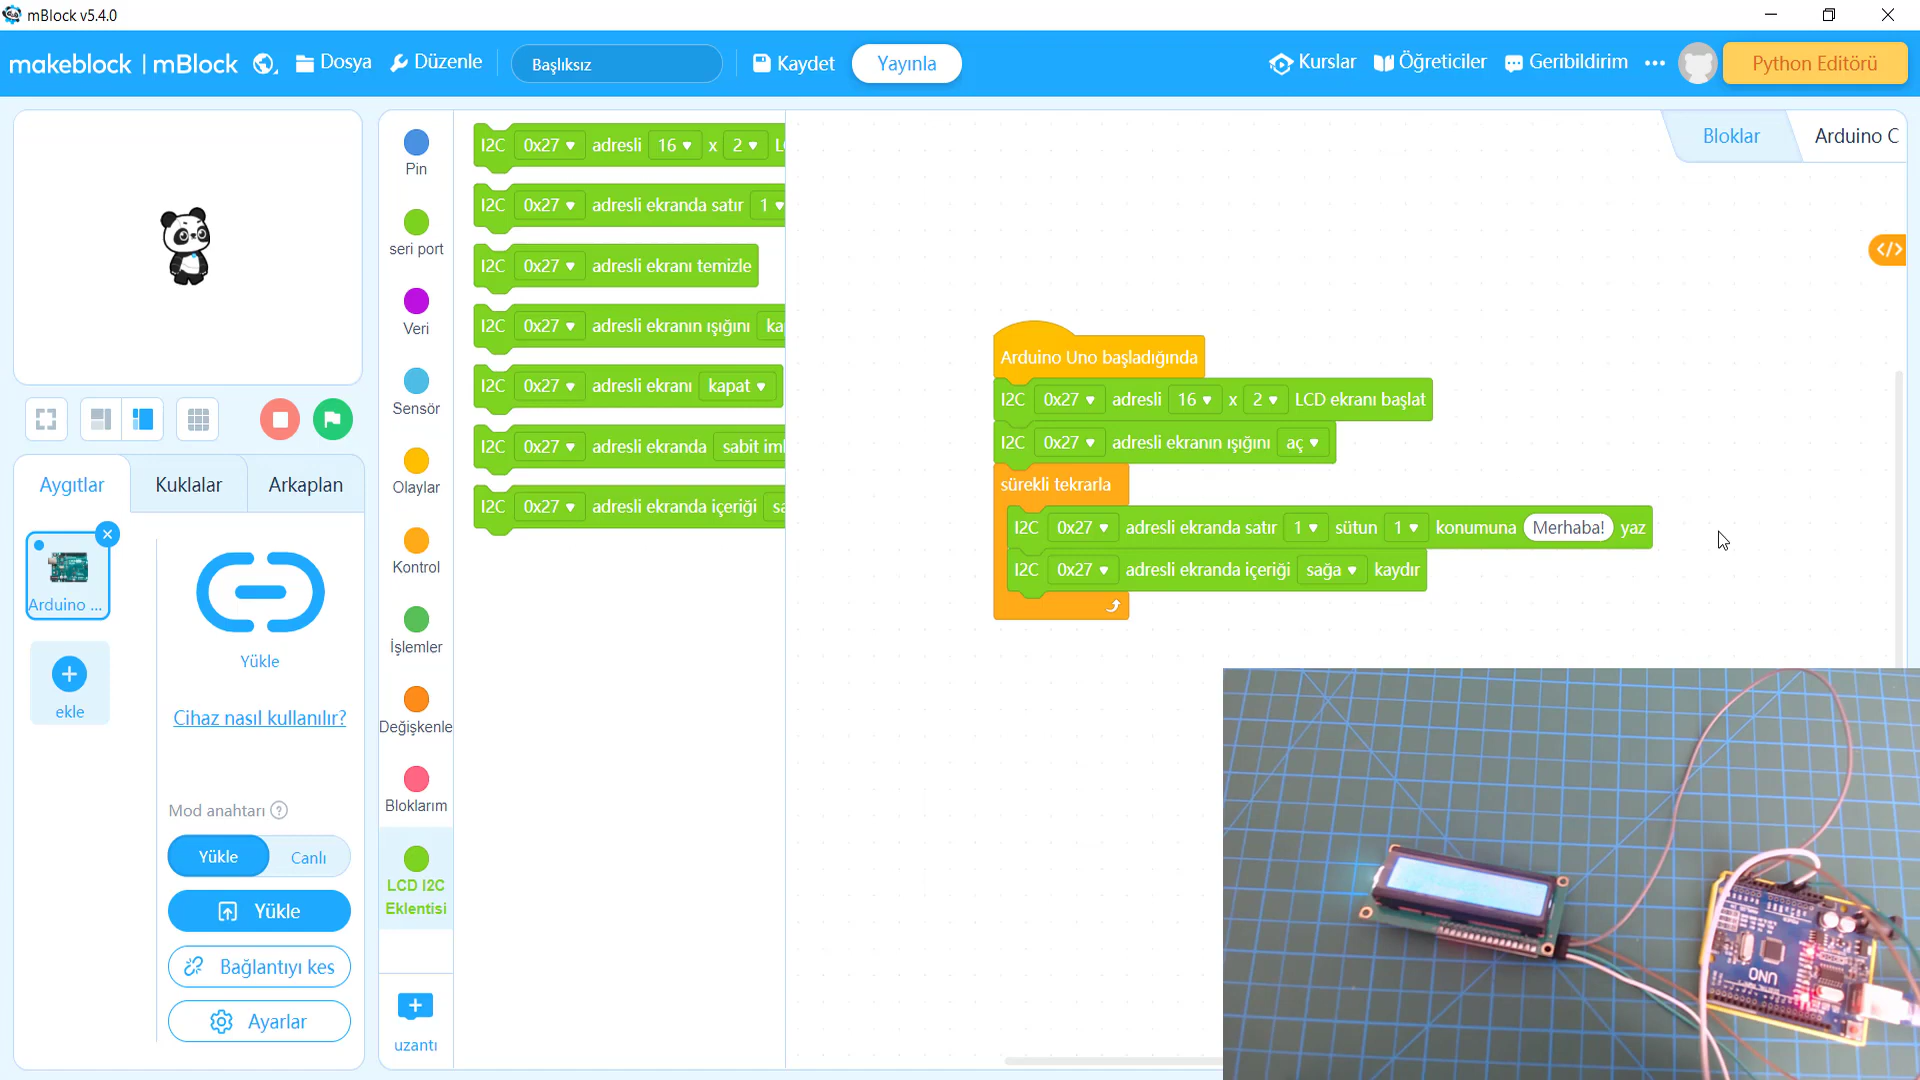 mBlock v5.4.0
makeblock | mBlock Dosya Düzenle Başlıksız Kaydet Yayınla Kurslar Öğreticiler Geribildirim Python Editörü
Bloklar Arduino C
Pin
seri port
Veri
Sensör
Olaylar
Kontrol
İşlemler
Değişkenle
Bloklarım
LCD I2C
Eklentisi
uzantı
I2C 0x27 adresli 16 x 2 L
I2C 0x27 adresli ekranda satır 1
I2C 0x27 adresli ekranı temizle
I2C 0x27 adresli ekranın ışığını ka
I2C 0x27 adresli ekranı kapat
I2C 0x27 adresli ekranda sabit iml
I2C 0x27 adresli ekranda içeriği sa
Arduino Uno başladığında
I2C 0x27 adresli 16 x 2 LCD ekranı başlat
I2C 0x27 adresli ekranın ışığını aç
sürekli tekrarla
I2C 0x27 adresli ekranda satır 1 sütun 1 konumuna Merhaba! yaz
I2C 0x27 adresli ekranda içeriği sağa kaydır
Aygıtlar Kuklalar Arkaplan
Arduino ...
ekle
Yükle
Cihaz nasıl kullanılır?
Mod anahtarı ?
Yükle Canlı
Yükle
Bağlantıyı kes
Ayarlar
UNO